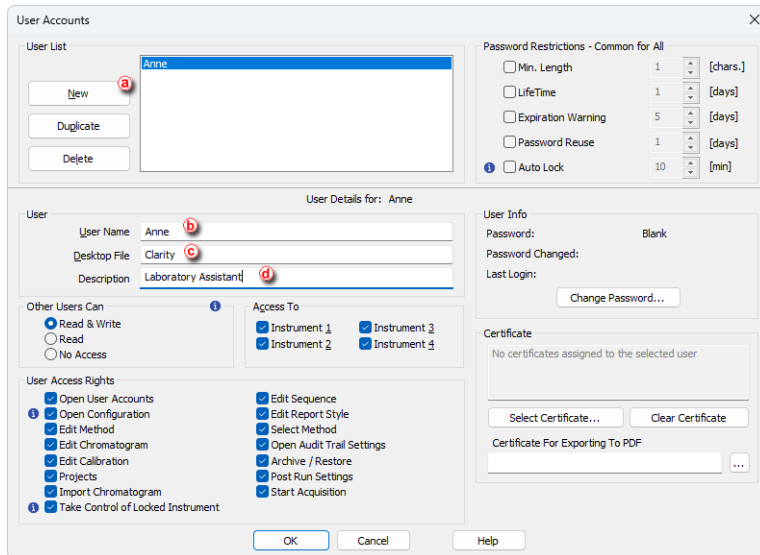 User Accounts
User List
Anne
a
New
Duplicate
Delete
Password Restrictions - Common for All
Min. Length 1 [chars.]
LifeTime 1 [days]
Expiration Warning 5 [days]
Password Reuse 1 [days]
Auto Lock 10 [min]
User Details for: Anne
User
User Name Anne b
Desktop File Clarity c
Description Laboratory Assistant d
User Info
Password: Blank
Password Changed:
Last Login:
Change Password...
Other Users Can
Read & Write
Read
No Access
Access To
Instrument 1 Instrument 3
Instrument 2 Instrument 4
Certificate
No certificates assigned to the selected user
Select Certificate... Clear Certificate
Certificate For Exporting To PDF
...
User Access Rights
Open User Accounts Edit Sequence
Open Configuration Edit Report Style
Edit Method Select Method
Edit Chromatogram Open Audit Trail Settings
Edit Calibration Archive / Restore
Projects Post Run Settings
Import Chromatogram Start Acquisition
Take Control of Locked Instrument
OK Cancel Help